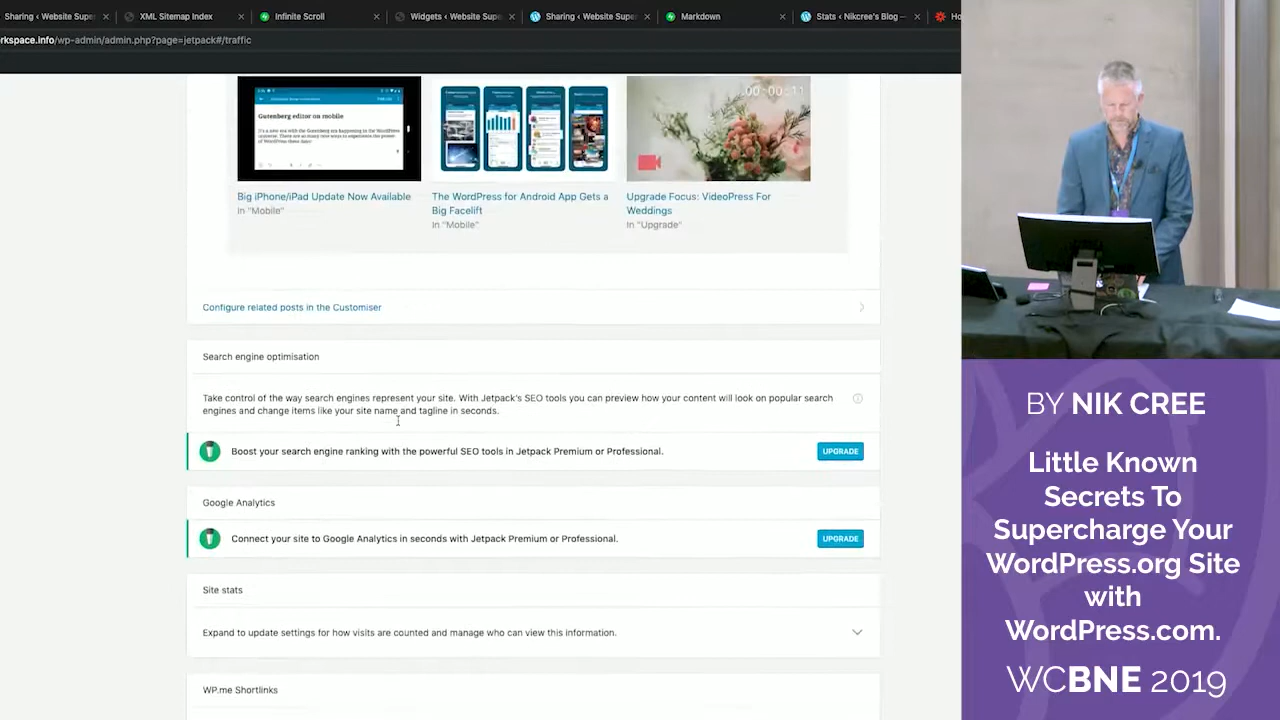 Sharing ‹ Website Supe
XML Sitemap Index
Infinite Scroll
Widgets ‹ Website Supe
Sharing ‹ Website Supe
Markdown
Stats ‹ Nikcree's Blog —
rkspace.info/wp-admin/admin.php?page=jetpack#/traffic
Gutenberg editor on mobile
00:00:11
Big iPhone/iPad Update Now Available
In "Mobile"
The WordPress for Android App Gets a
Big Facelift
In "Mobile"
Upgrade Focus: VideoPress For
Weddings
In "Upgrade"
Configure related posts in the Customiser
Search engine optimisation
Take control of the way search engines represent your site. With Jetpack's SEO tools you can preview how your content will look on popular search
engines and change items like your site name and tagline in seconds.
Boost your search engine ranking with the powerful SEO tools in Jetpack Premium or Professional.
UPGRADE
Google Analytics
Connect your site to Google Analytics in seconds with Jetpack Premium or Professional.
UPGRADE
Site stats
Expand to update settings for how visits are counted and manage who can view this information.
WP.me Shortlinks
BY NIK CREE
Little Known
Secrets To
Supercharge Your
WordPress.org Site
with
WordPress.com.
WCBNE 2019